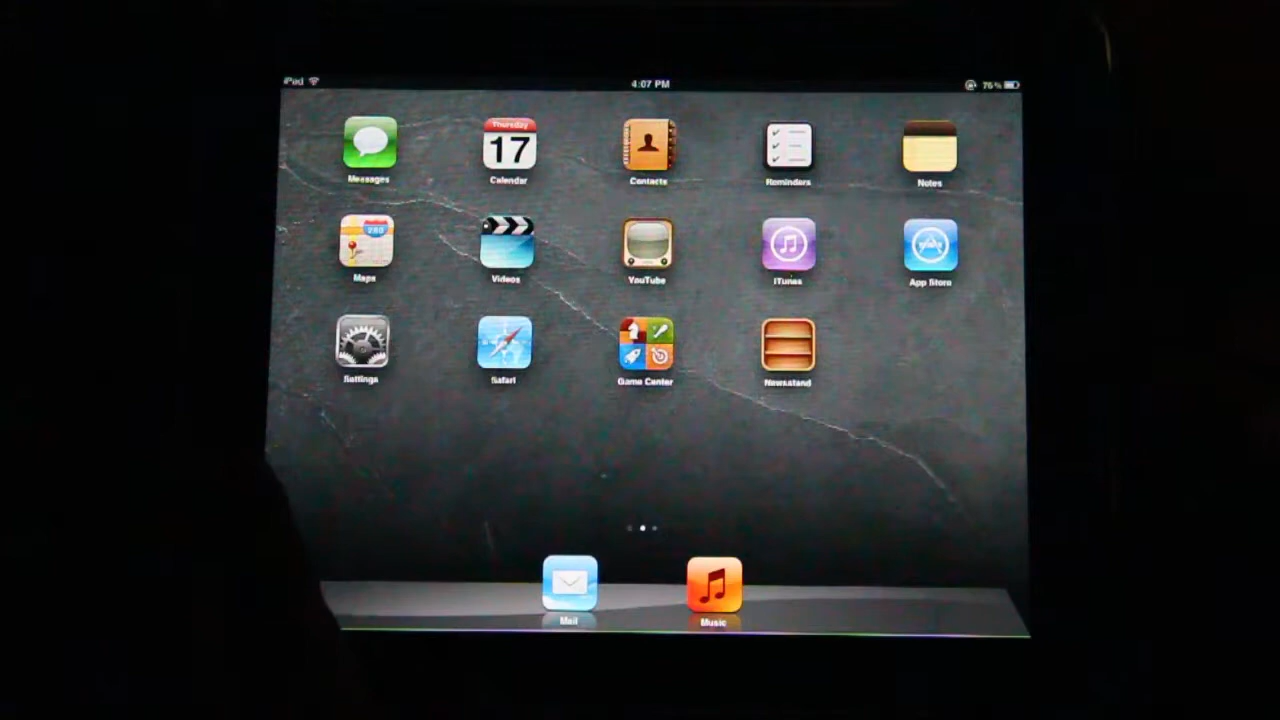 iPad 4:07 PM 76%
Thursday
17
Messages Calendar Contacts Reminders Notes
280
Maps Videos YouTube iTunes App Store
Settings Safari Game Center Newsstand
Mail Music